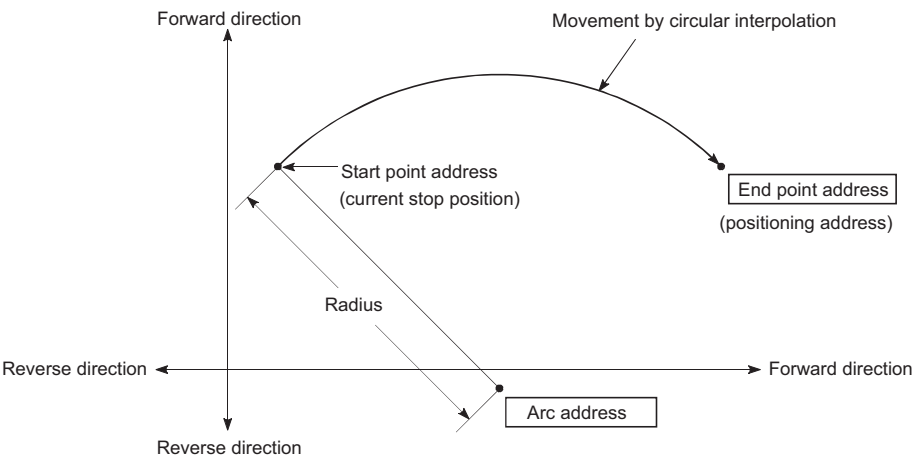 Forward direction
Movement by circular interpolation
Start point address
(current stop position)
End point address
(positioning address)
Radius
Reverse direction
Forward direction
Arc address
Reverse direction